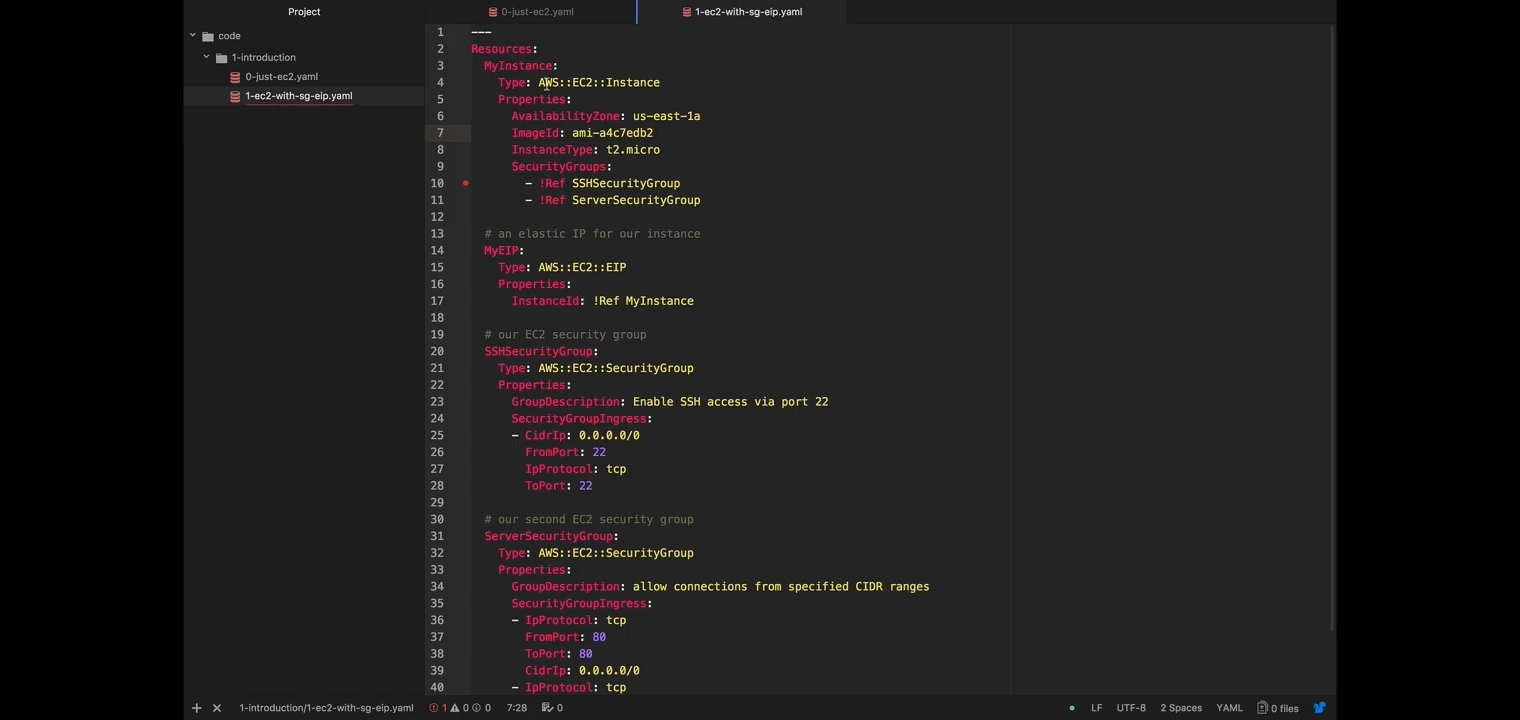 Project
0-just-ec2.yaml
1-ec2-with-sg-eip.yaml
code
1-introduction
0-just-ec2.yaml
1-ec2-with-sg-eip.yaml
1 ---
2 Resources:
3 MyInstance:
4 Type: AWS::EC2::Instance
5 Properties:
6 AvailabilityZone: us-east-1a
7 ImageId: ami-a4c7edb2
8 InstanceType: t2.micro
9 SecurityGroups:
10 - !Ref SSHSecurityGroup
11 - !Ref ServerSecurityGroup
12
13 # an elastic IP for our instance
14 MyEIP:
15 Type: AWS::EC2::EIP
16 Properties:
17 InstanceId: !Ref MyInstance
18
19 # our EC2 security group
20 SSHSecurityGroup:
21 Type: AWS::EC2::SecurityGroup
22 Properties:
23 GroupDescription: Enable SSH access via port 22
24 SecurityGroupIngress:
25 - CidrIp: 0.0.0.0/0
26 FromPort: 22
27 IpProtocol: tcp
28 ToPort: 22
29
30 # our second EC2 security group
31 ServerSecurityGroup:
32 Type: AWS::EC2::SecurityGroup
33 Properties:
34 GroupDescription: allow connections from specified CIDR ranges
35 SecurityGroupIngress:
36 - IpProtocol: tcp
37 FromPort: 80
38 ToPort: 80
39 CidrIp: 0.0.0.0/0
40 - IpProtocol: tcp
1-introduction/1-ec2-with-sg-eip.yaml 1 0 0 7:28 0 LF UTF-8 2 Spaces YAML 0 files